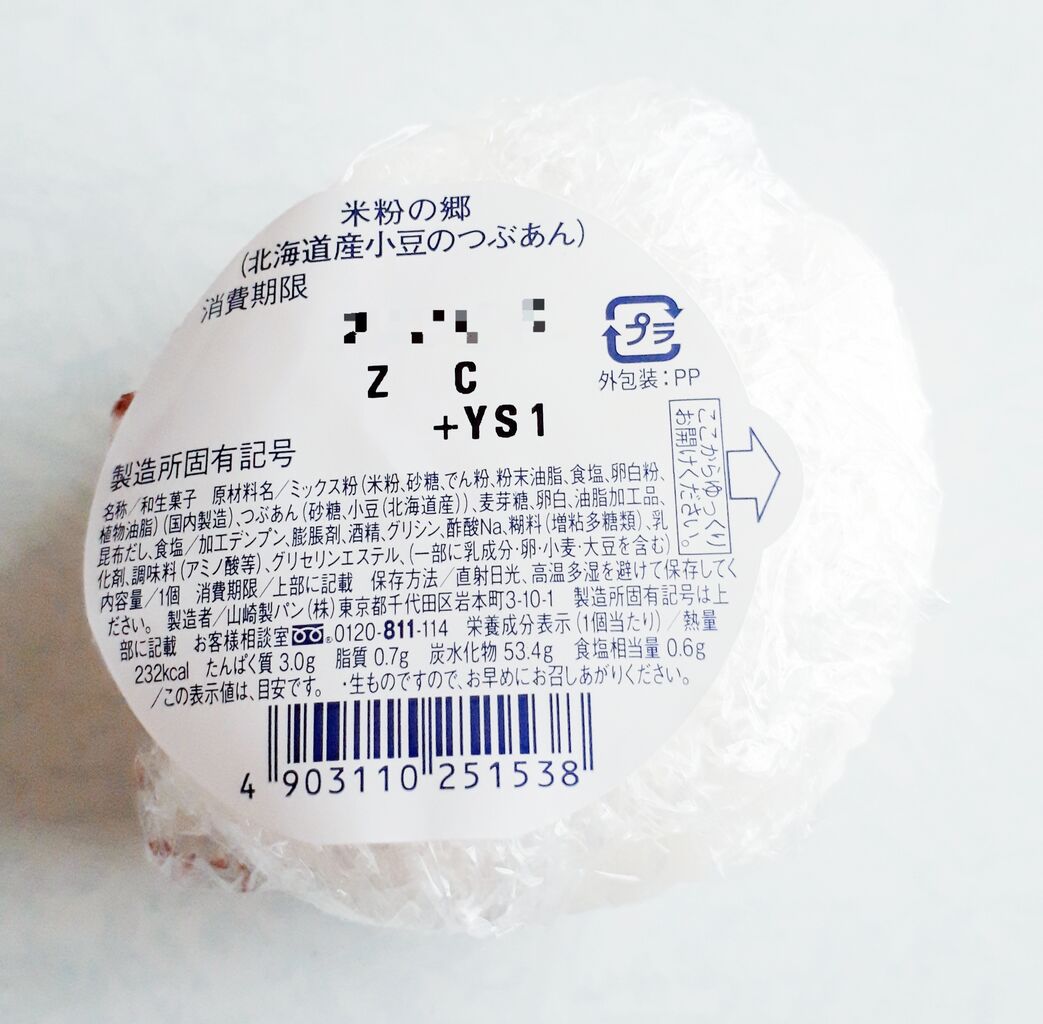 米粉の郷
(北海道産小豆のつぶあん)
消費期限
Z C
+YS1
プラ
外包装:PP
ここからゆっくり
お開けください。
製造所固有記号
名称/和生菓子 原材料名/ミックス粉(米粉、砂糖、でん粉、粉末油脂、食塩、卵白粉、
植物油脂)(国内製造)、つぶあん(砂糖、小豆(北海道産))、麦芽糖、卵白、油脂加工品、
昆布だし、食塩/加工デンプン、膨脹剤、酒精、グリシン、酢酸Na、糊料(増粘多糖類)、乳
化剤、調味料(アミノ酸等)、グリセリンエステル、(一部に乳成分・卵・小麦・大豆を含む)
内容量/1個 消費期限/上部に記載 保存方法/直射日光、高温多湿を避けて保存してく
ださい。 製造者/山崎製パン(株)東京都千代田区岩本町3-10-1 製造所固有記号は上
部に記載 お客様相談室 0120-811-114 栄養成分表示(1個当たり)/熱量
232kcal たんぱく質 3.0g 脂質 0.7g 炭水化物 53.4g 食塩相当量 0.6g
/この表示値は、目安です。 ・生ものですので、お早めにお召しあがりください。
4 903110 251538